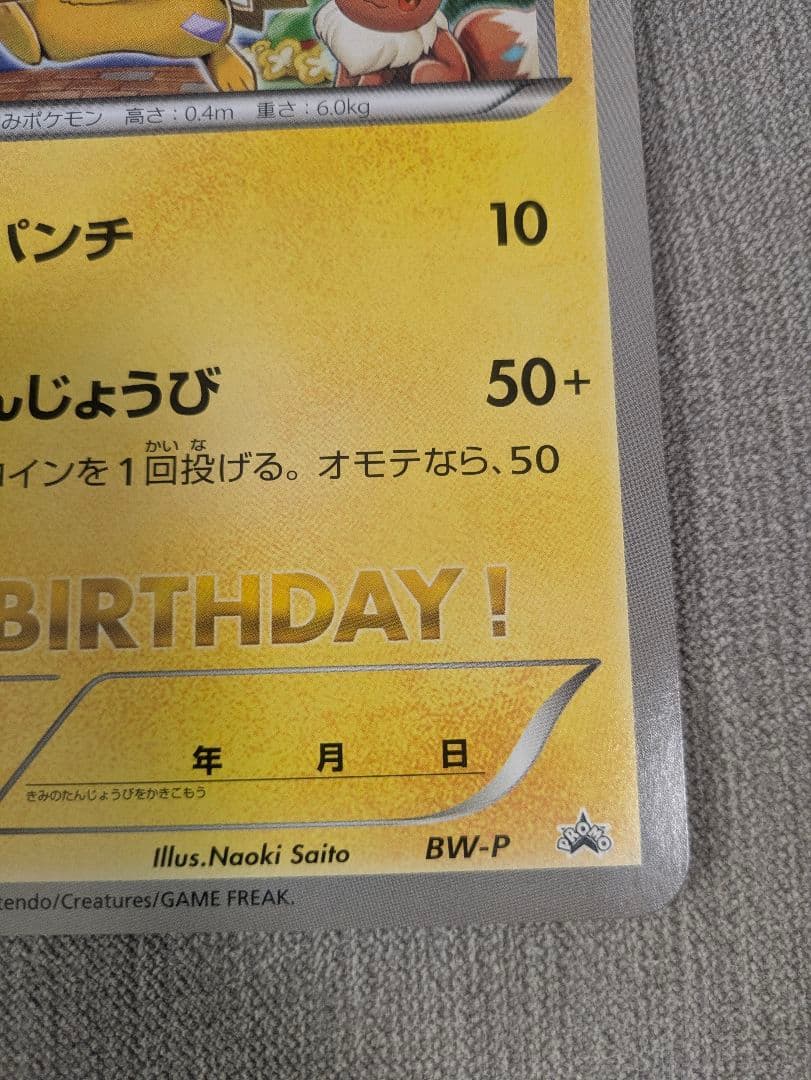 みポケモン 高さ：0.4m 重さ：6.0kg
パンチ 10
んじょうび 50+
かい な
コインを1回投げる。オモテなら、50
BIRTHDAY!
年 月 日
きみのたんじょうびをかきこもう
Illus.Naoki Saito BW-P PROMO
tendo/Creatures/GAME FREAK.